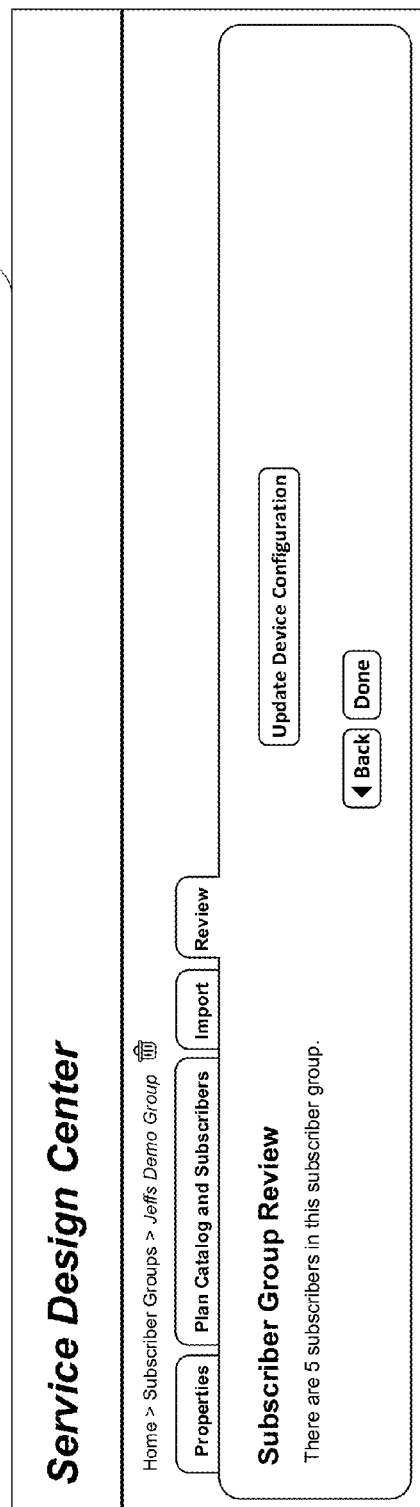 Service Design Center
Home > Subscriber Groups > Jeffs Demo Group
Properties
Plan Catalog and Subscribers
Import
Review
Subscriber Group Review
There are 5 subscribers in this subscriber group.
Update Device Configuration
Back
Done